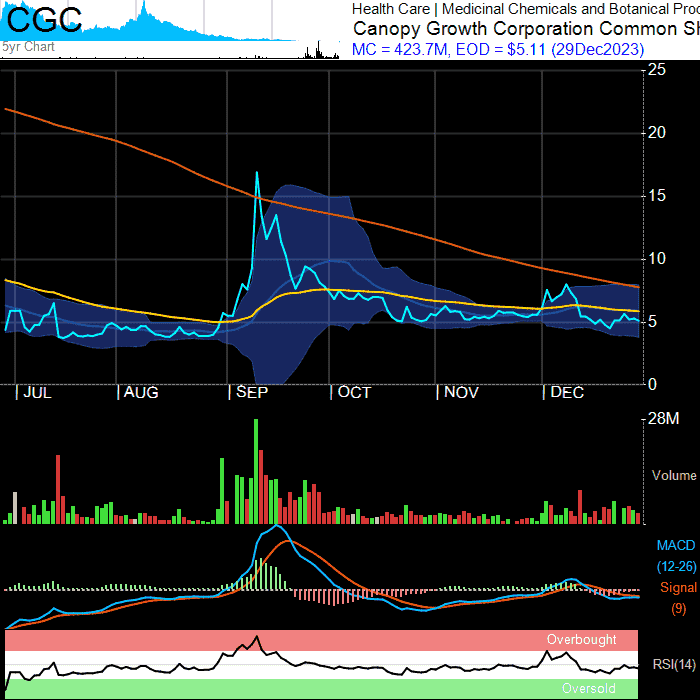 CGC
5yr Chart
Health Care | Medicinal Chemicals and Botanical Proc
Canopy Growth Corporation Common Sh
MC = 423.7M, EOD = $5.11 (29Dec2023)
25
20
15
10
5
0
JUL AUG SEP OCT NOV DEC
28M
Volume
MACD
(12-26)
Signal
(9)
Overbought
RSI(14)
Oversold